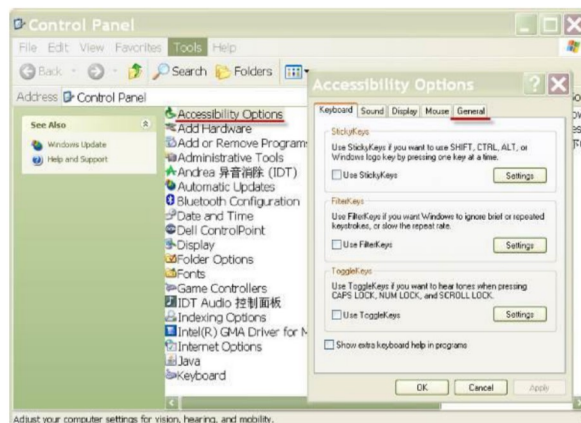 Control Panel
File Edit View Favorites Tools Help
Back Search Folders
Address Control Panel
See Also
Windows Update
Help and Support
Accessibility Options
Add Hardware
Add or Remove Programs
Administrative Tools
Andrea 异音消除 (IDT)
Automatic Updates
Bluetooth Configuration
Date and Time
Dell ControlPoint
Display
Folder Options
Fonts
Game Controllers
IDT Audio 控制面板
Indexing Options
Intel(R) GMA Driver for M
Internet Options
Java
Keyboard
Accessibility Options
Keyboard Sound Display Mouse General
StickyKeys
Use StickyKeys if you want to use SHIFT, CTRL, ALT, or
Windows logo key by pressing one key at a time.
Use StickyKeys Settings
FilterKeys
Use FilterKeys if you want Windows to ignore brief or repeated
keystrokes, or slow the repeat rate.
Use FilterKeys Settings
ToggleKeys
Use ToggleKeys if you want to hear tones when pressing
CAPS LOCK, NUM LOCK, and SCROLL LOCK.
Use ToggleKeys Settings
Show extra keyboard help in programs
OK Cancel Apply
Adjust your computer settings for vision, hearing, and mobility.